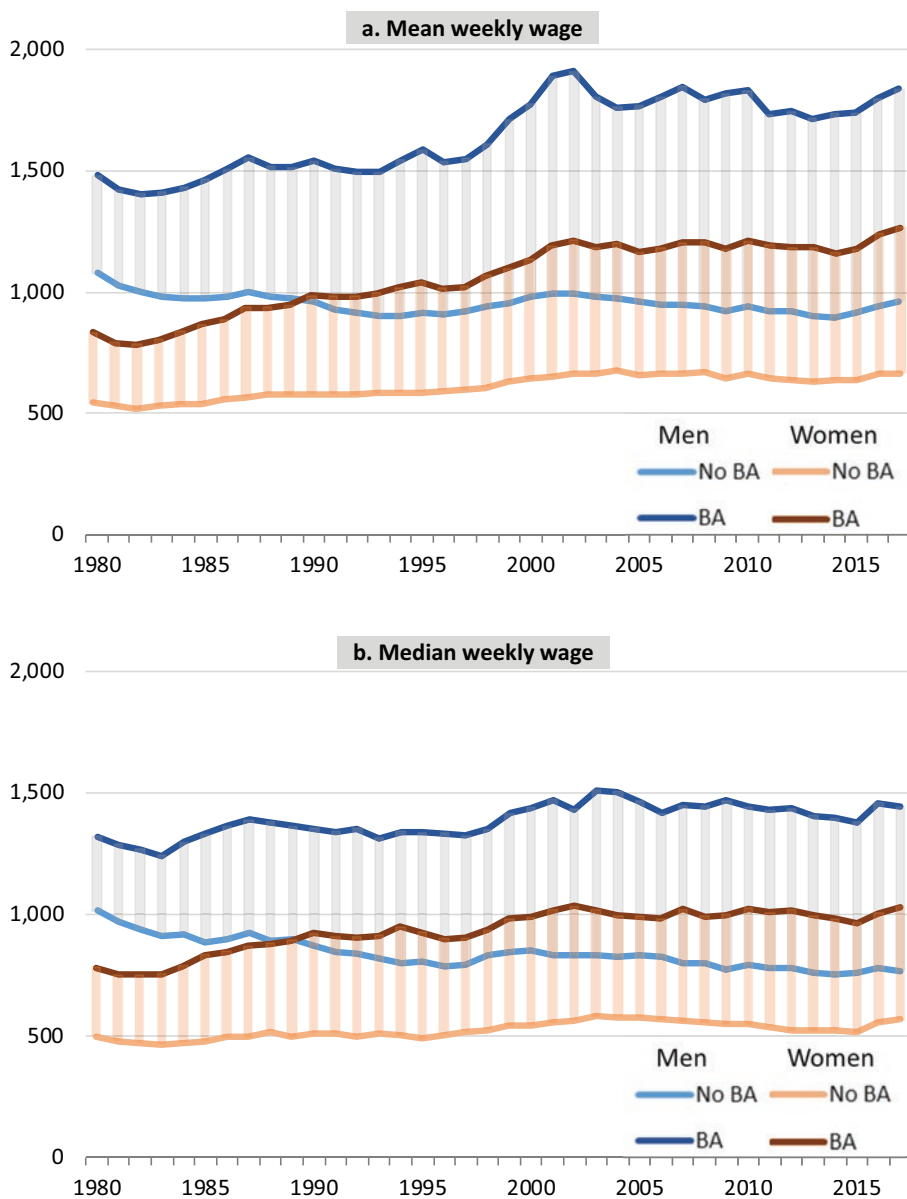 a. Mean weekly wage
2,000
1,500
1,000
500
0
Men Women
No BA No BA
BA BA
1980 1985 1990 1995 2000 2005 2010 2015
b. Median weekly wage
2,000
1,500
1,000
500
0
Men Women
No BA No BA
BA BA
1980 1985 1990 1995 2000 2005 2010 2015